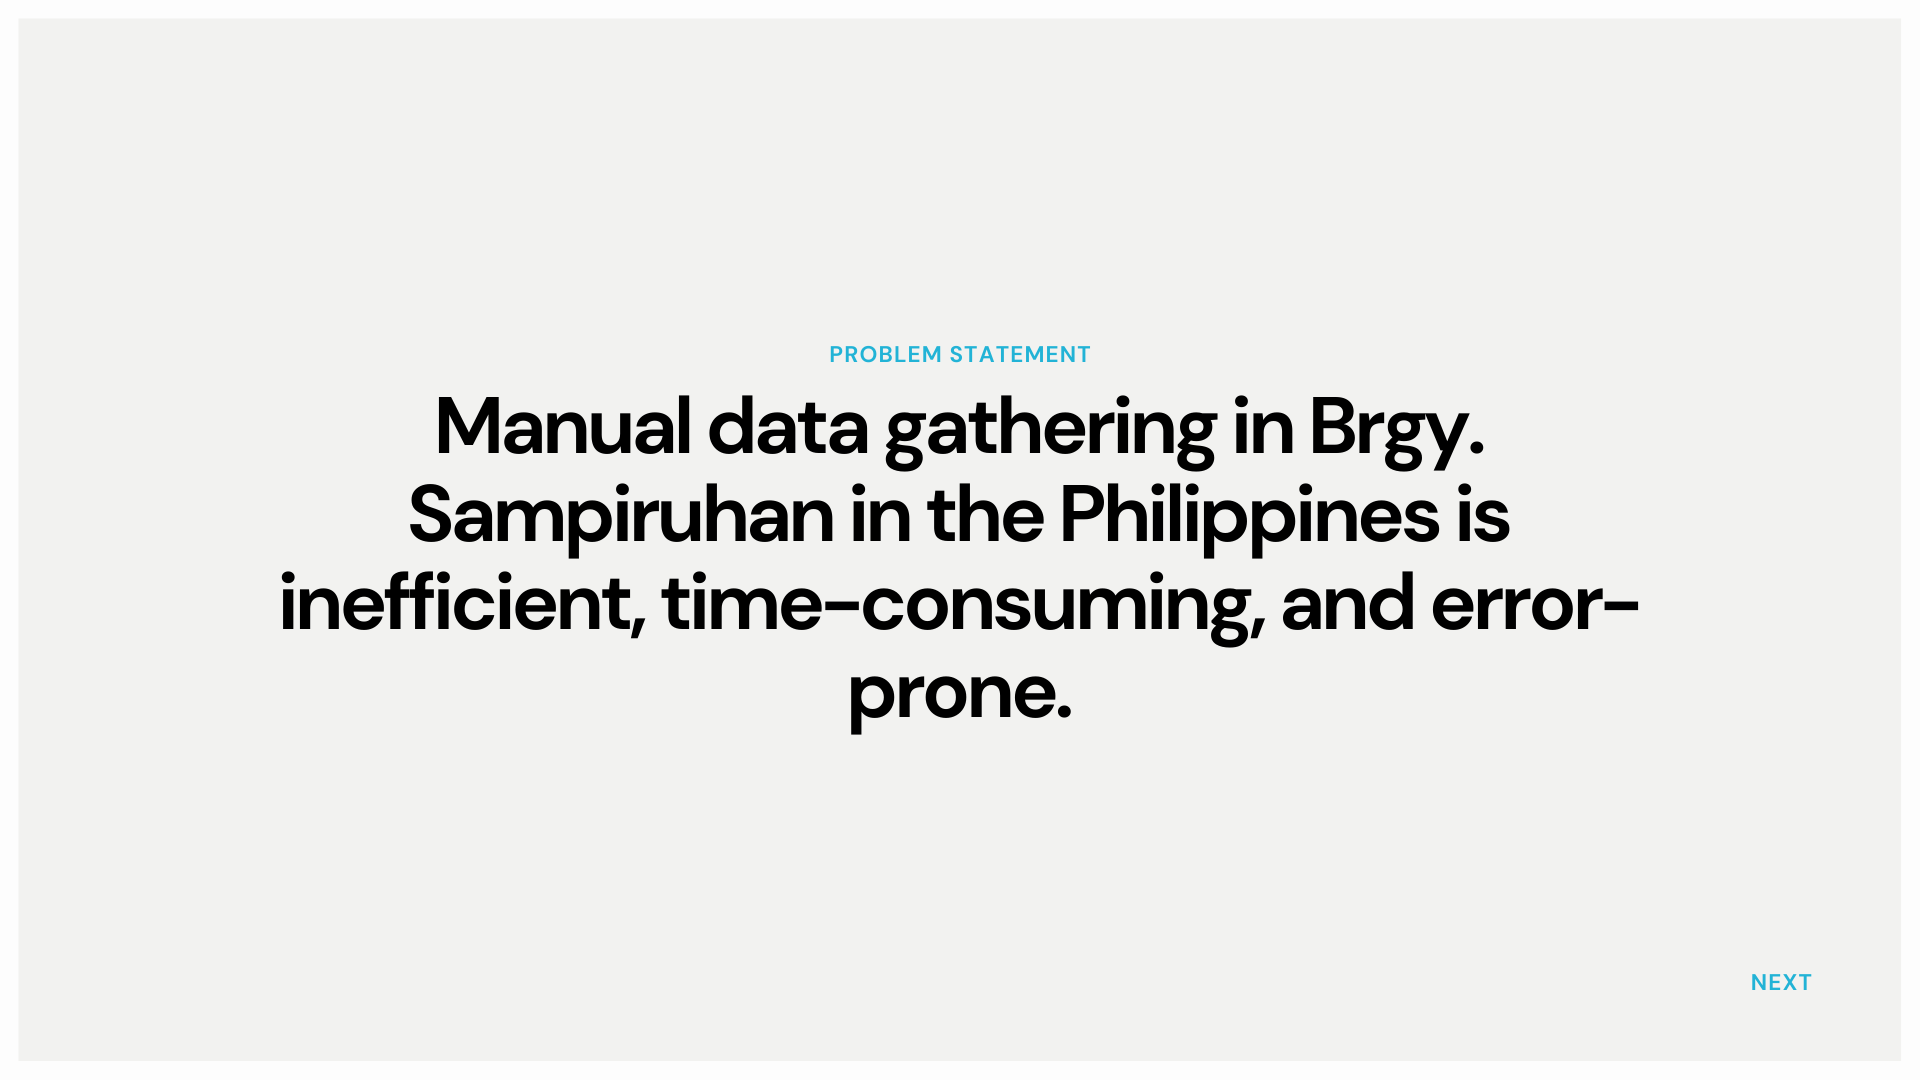 PROBLEM STATEMENT
Manual data gathering in Brgy.
Sampiruhan in the Philippines is
inefficient, time-consuming, and error-
prone.
NEXT